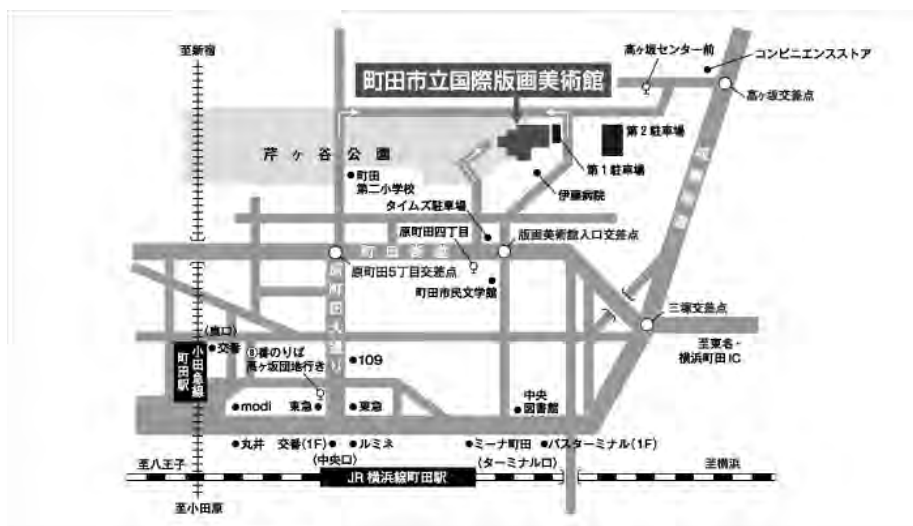 至新宿
高ヶ坂センター前
コンビニエンスストア
町田市立国際版画美術館
高ヶ坂交差点
第2駐車場
芹ヶ谷公園
第1駐車場
町田
第二小学校
伊藤病院
タイムズ駐車場
原町田四丁目
版画美術館入口交差点
町田街道
原町田5丁目交差点
町田市民文学館
原町田大通り
三塚交差点
至東名・
横浜町田IC
交番
小田急線
町田駅
番のりば
高ヶ坂団地行き
109
中央
図書館
modi
東急
東急
丸井
交番(1F)
ルミネ
ミーナ町田
バスターミナル(1F)
〈中央口〉
〈ターミナル口〉
至八王子
JR横浜線町田駅
至横浜
至小田原